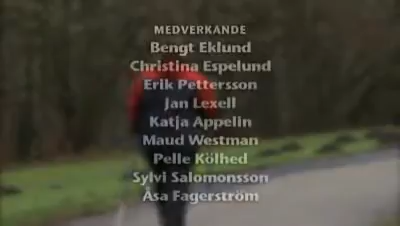 MEDVERKANDE
Bengt Eklund
Christina Espelund
Erik Pettersson
Jan Lexell
Katja Appelin
Maud Westman
Pelle Kölhed
Sylvi Salomonsson
Åsa Fagerström